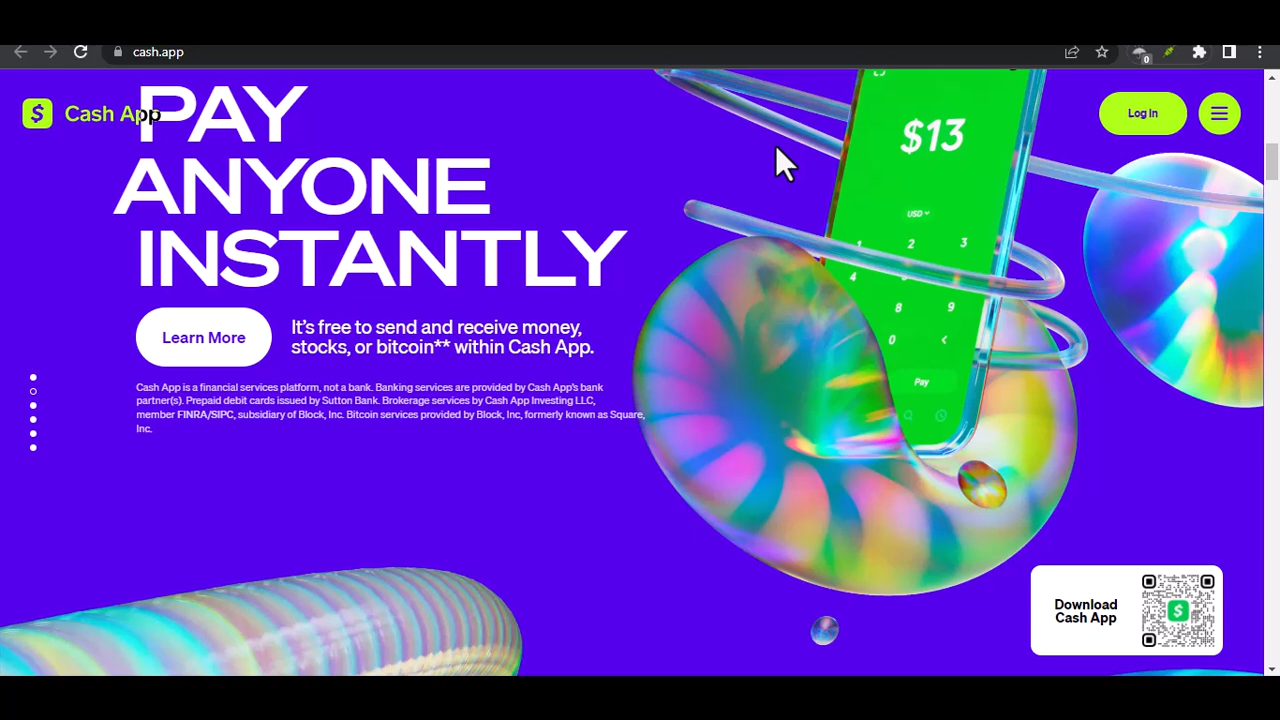 cash.app
0
Cash App
Log In
PAY
ANYONE
INSTANTLY
Learn More
It's free to send and receive money,
stocks, or bitcoin** within Cash App.
Cash App is a financial services platform, not a bank. Banking services are provided by Cash App's bank
partner(s). Prepaid debit cards issued by Sutton Bank. Brokerage services by Cash App Investing LLC,
member FINRA/SIPC, subsidiary of Block, Inc. Bitcoin services provided by Block, Inc, formerly known as Square,
Inc.
$13
USD
1 2 3
4
8 9
0 <
Pay
Download
Cash App
$